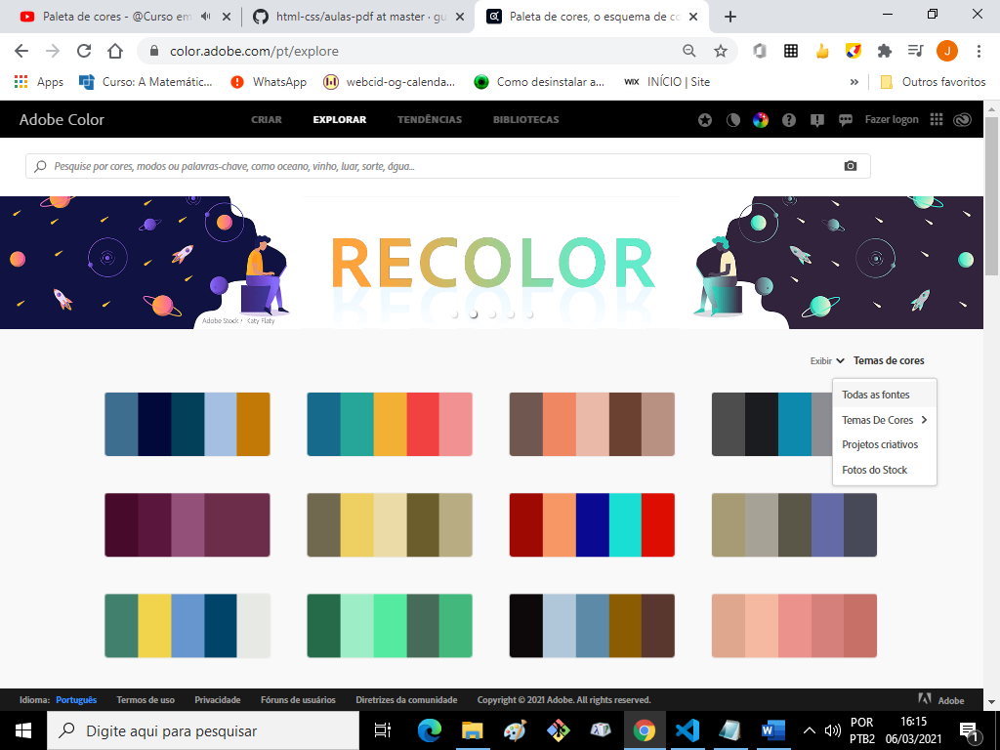 Paleta de cores - @Curso em
html-css/aulas-pdf at master · gu
Paleta de cores, o esquema de co
color.adobe.com/pt/explore
J
Apps
Curso: A Matemátic...
WhatsApp
webcid-og-calenda...
Como desinstalar a...
WIX
INÍCIO | Site
»
Outros favoritos
Adobe Color
CRIAR
EXPLORAR
TENDÊNCIAS
BIBLIOTECAS
Fazer logon
Pesquise por cores, modos ou palavras-chave, como oceano, vinho, luar, sorte, água...
RECOLOR
Adobe Stock / Katy Flaty
Exibir
Temas de cores
Todas as fontes
Temas De Cores
Projetos criativos
Fotos do Stock
Idioma: Português
Termos de uso
Privacidade
Fóruns de usuários
Diretrizes da comunidade
Copyright © 2021 Adobe. All rights reserved.
Adobe
Digite aqui para pesquisar
POR
PTB2
16:15
06/03/2021
1